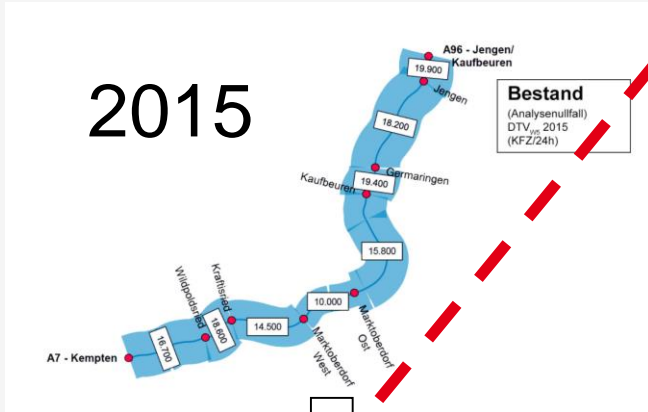 2015
A96 - Jengen/
Kaufbeuren
19.900
Jengen
Bestand
(Analysenullfall)
DTVw5 2015
(KFZ/24h)
18.200
Germaringen
19.400
Kaufbeuren
15.800
10.000
Marktoberdorf
Ost
Kraftisried
Wildpoldsried
18.600
14.500
Marktoberdorf
West
16.700
A7 - Kempten